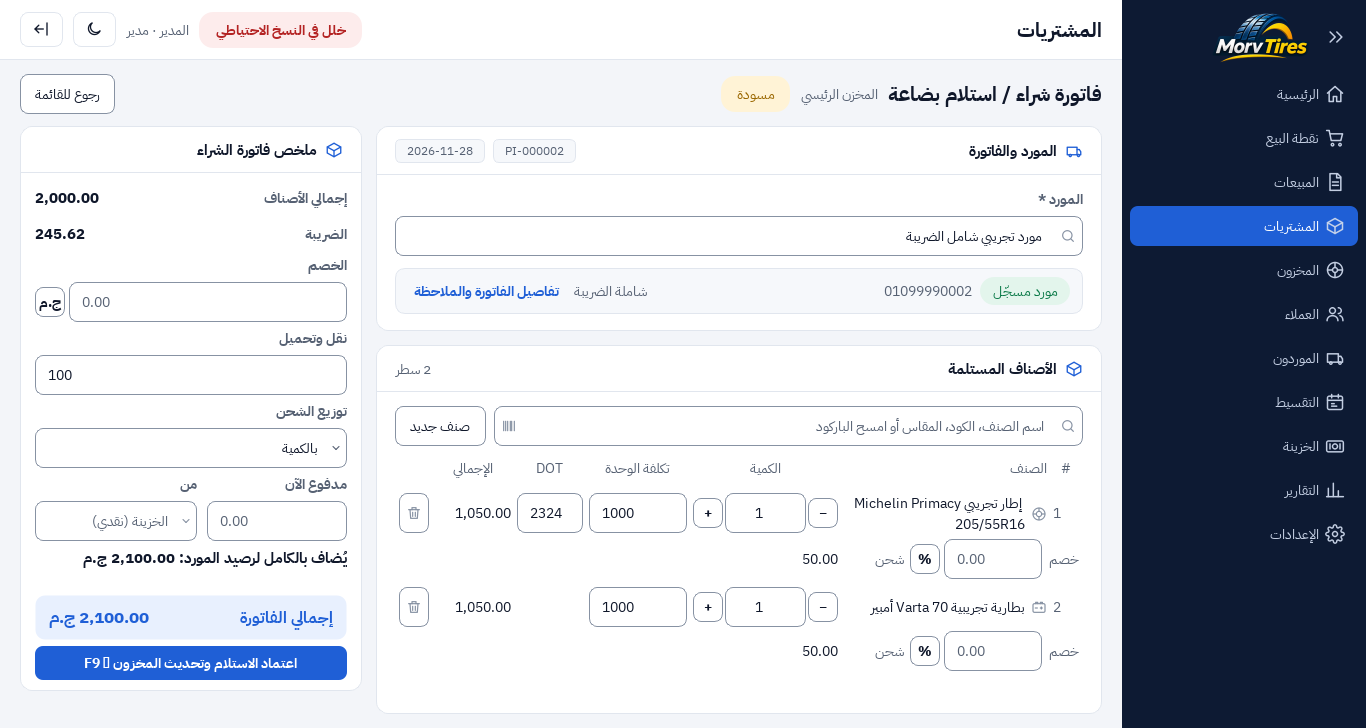 Morv Tires
الرئيسية
نقطة البيع
المبيعات
المشتريات
المخزون
العملاء
الموردون
التقسيط
الخزينة
التقارير
الإعدادات
المشتريات
خلل في النسخ الاحتياطي
المدير · مدير
فاتورة شراء / استلام بضاعة
المخزن الرئيسي
مسودة
رجوع للقائمة
المورد والفاتورة
PI-000002
2026-11-28
المورد *
مورد تجريبي شامل الضريبة
مورد مسجّل
01099990002
شاملة الضريبة
تفاصيل الفاتورة والملاحظة
الأصناف المستلمة
2 سطر
اسم الصنف، الكود، المقاس أو امسح الباركود
صنف جديد
# الصنف الكمية تكلفة الوحدة DOT الإجمالي
1 إطار تجريبي Michelin Primacy 205/55R16 − 1 + 1000 2324 1,050.00
خصم 0.00 % شحن 50.00
2 بطارية تجريبية Varta 70 أمبير − 1 + 1000 1,050.00
خصم 0.00 % شحن 50.00
ملخص فاتورة الشراء
إجمالي الأصناف 2,000.00
الضريبة 245.62
الخصم
0.00 ج.م
نقل وتحميل
100
توزيع الشحن
بالكمية
مدفوع الآن من
0.00 الخزينة (نقدي)
يُضاف بالكامل لرصيد المورد: 2,100.00 ج.م
إجمالي الفاتورة 2,100.00 ج.م
اعتماد الاستلام وتحديث المخزون F9